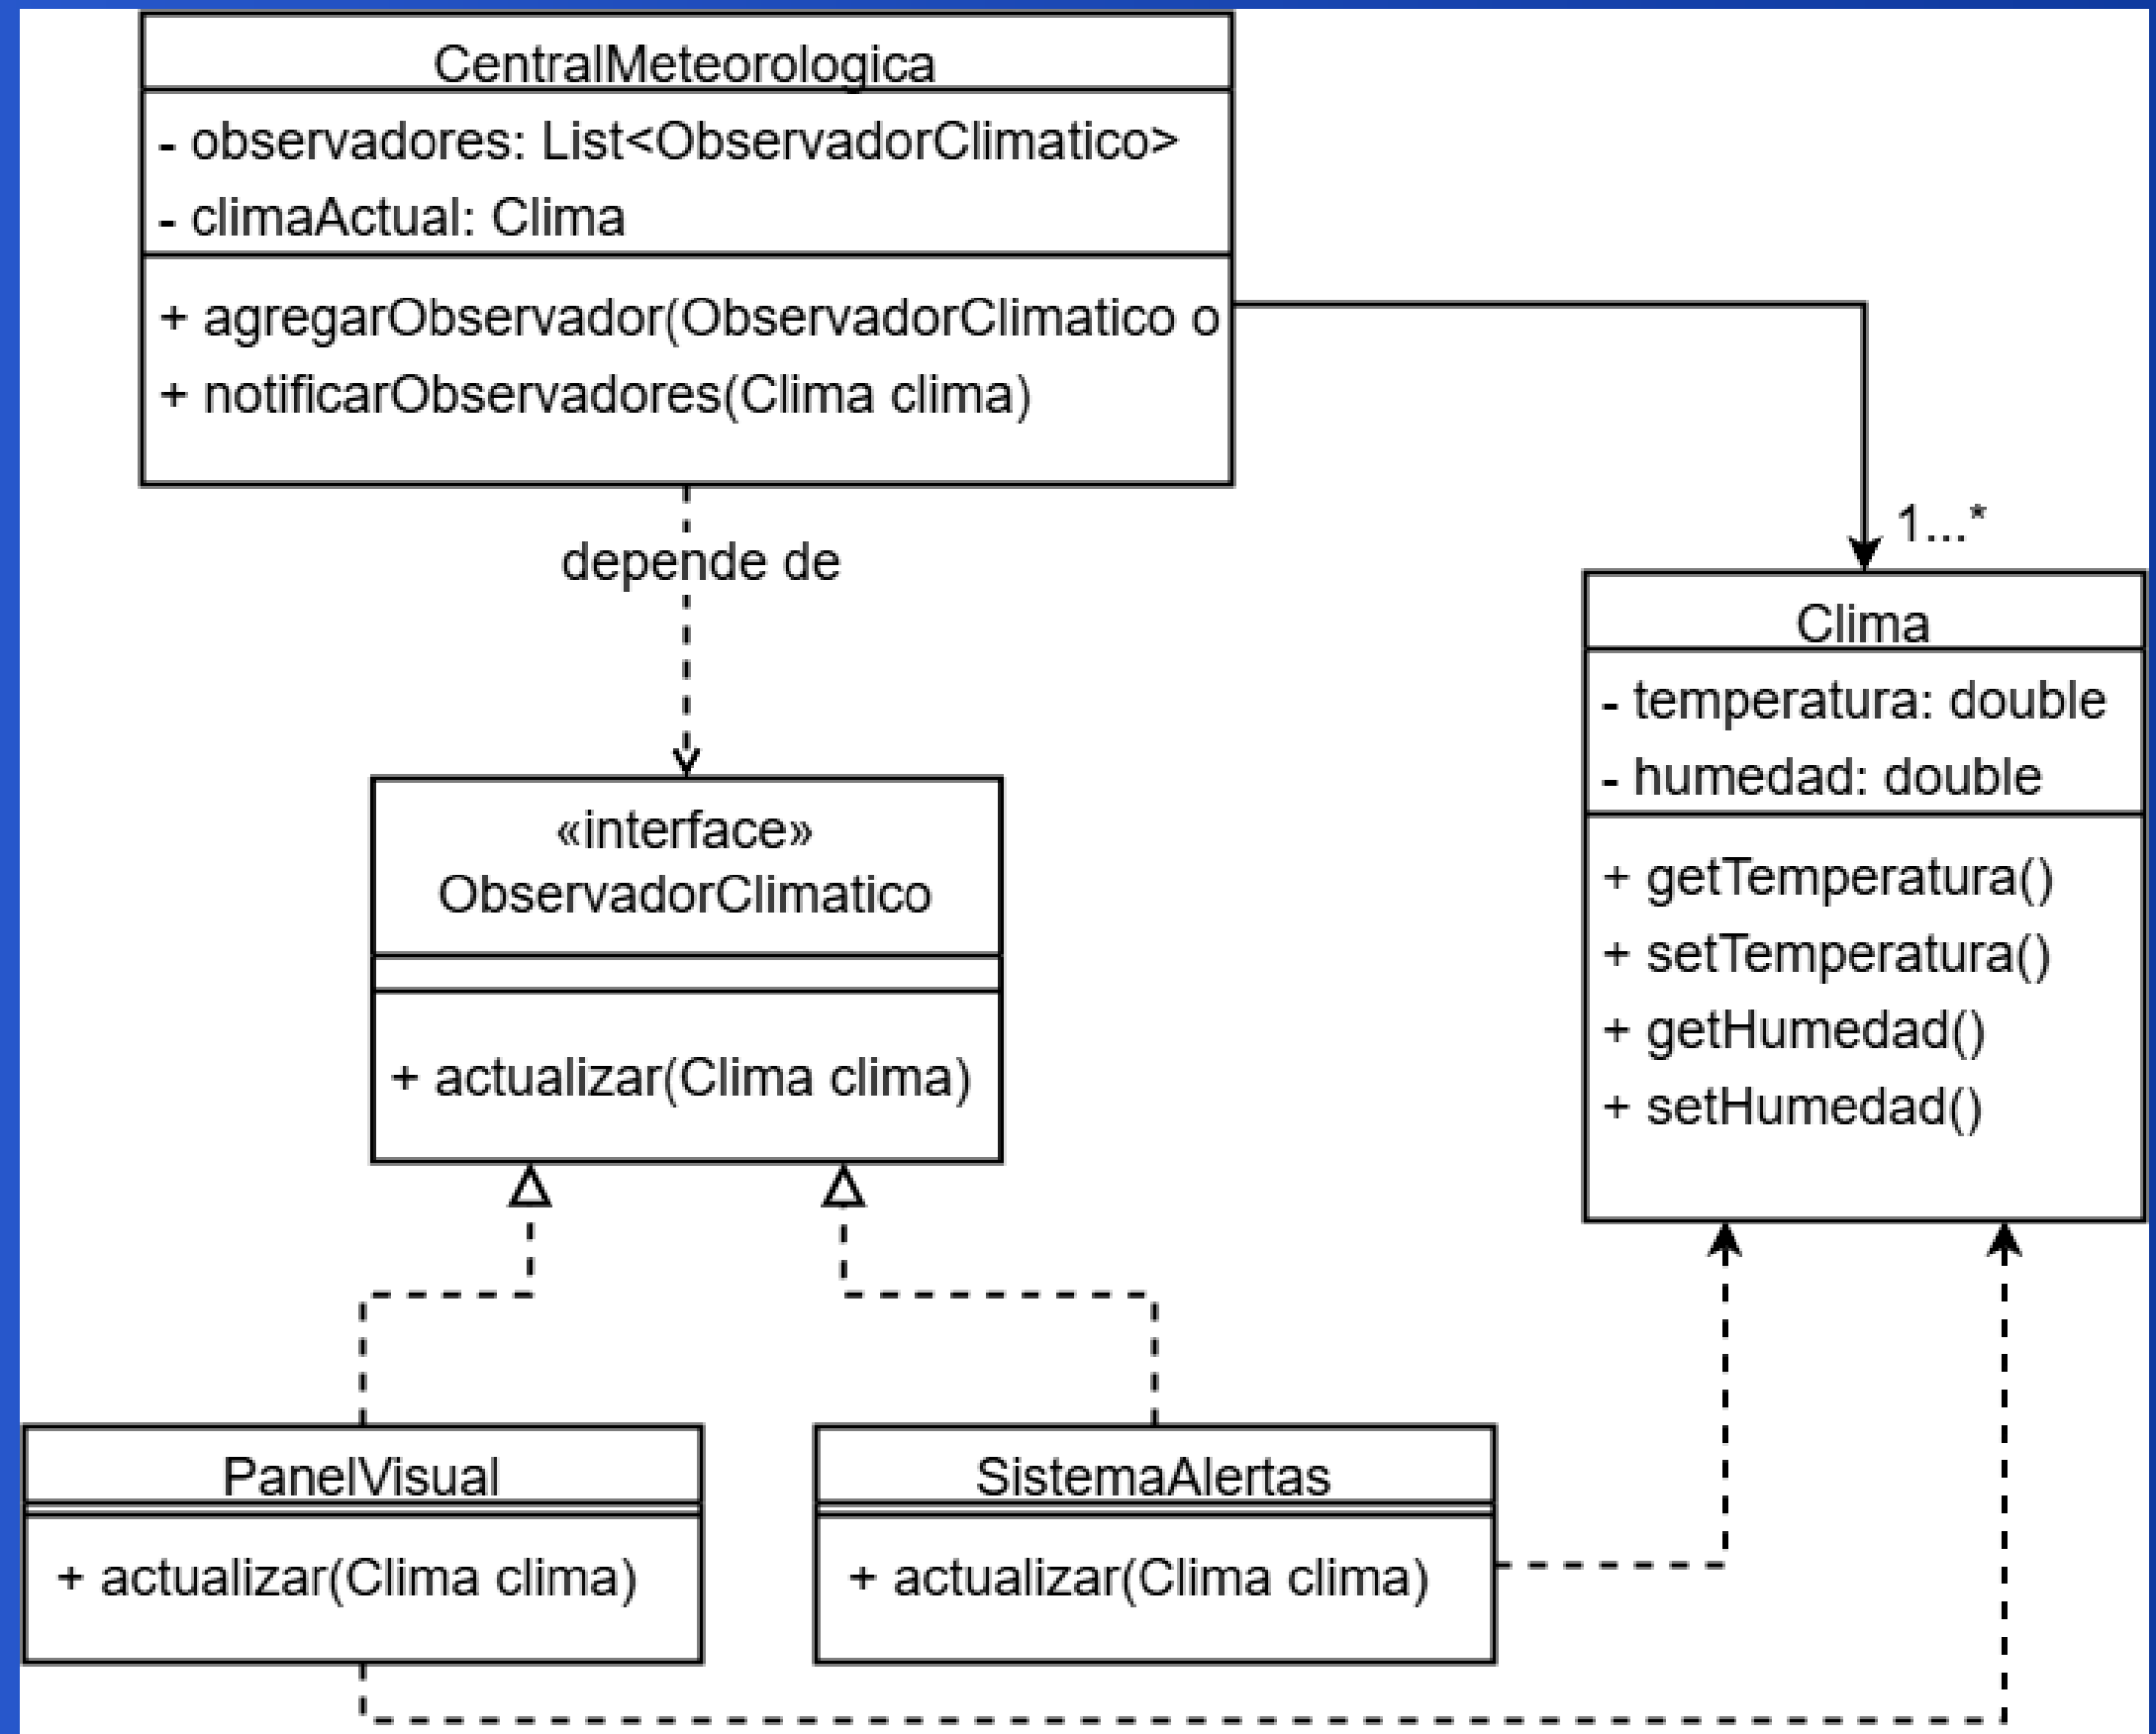 CentralMeteorologica
- observadores: List<ObservadorClimatico>
- climaActual: Clima
+ agregarObservador(ObservadorClimatico o
+ notificarObservadores(Clima clima)
depende de
1...*
Clima
- temperatura: double
- humedad: double
+ getTemperatura()
+ setTemperatura()
+ getHumedad()
+ setHumedad()
«interface»
ObservadorClimatico
+ actualizar(Clima clima)
PanelVisual
+ actualizar(Clima clima)
SistemaAlertas
+ actualizar(Clima clima)